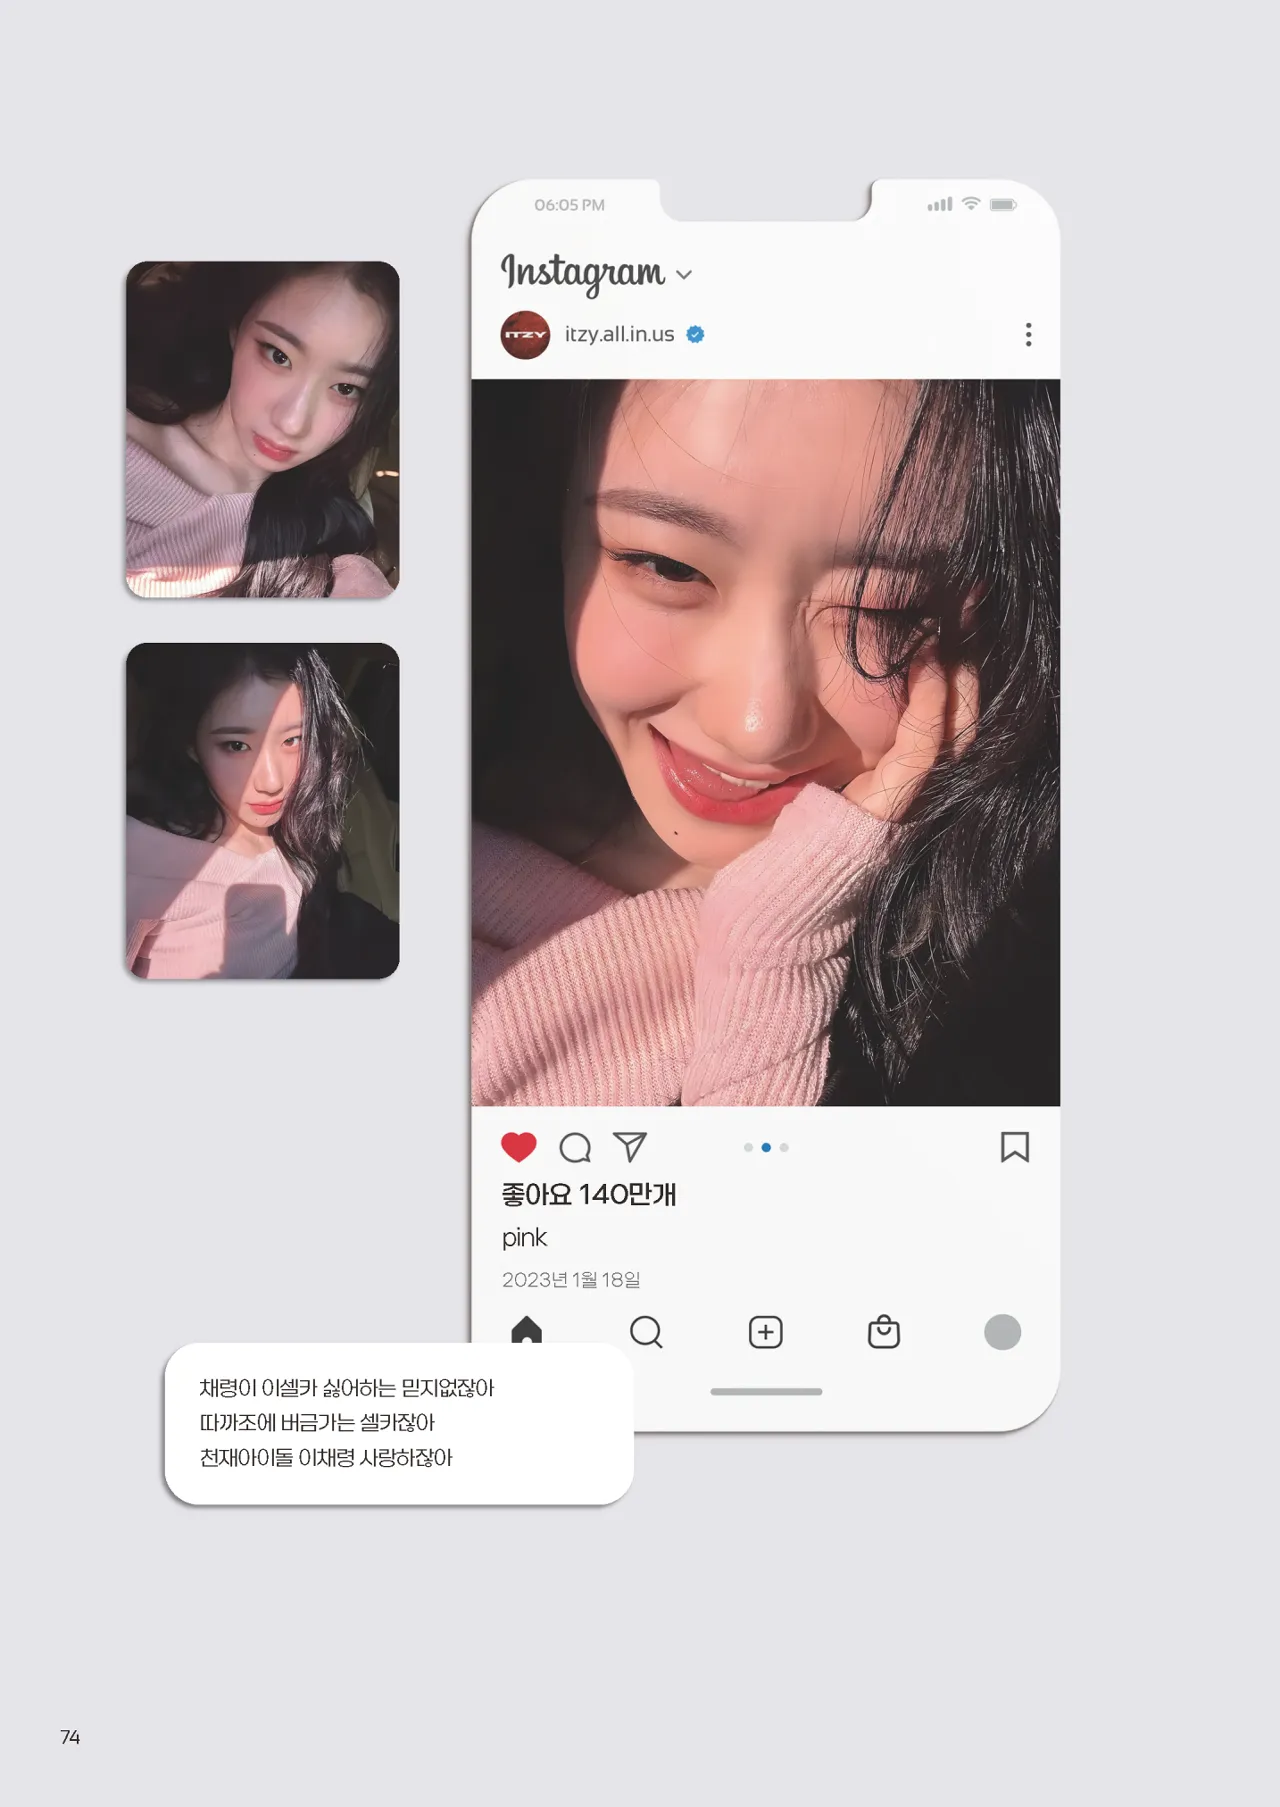 06:05 PM
Instagram
ITZY
itzy.all.in.us
좋아요 140만개
pink
2023년 1월 18일
채령이 이셀카 싫어하는 믿지없잖아
따까조에 버금가는 셀카잖아
천재아이돌 이채령 사랑하잖아
74